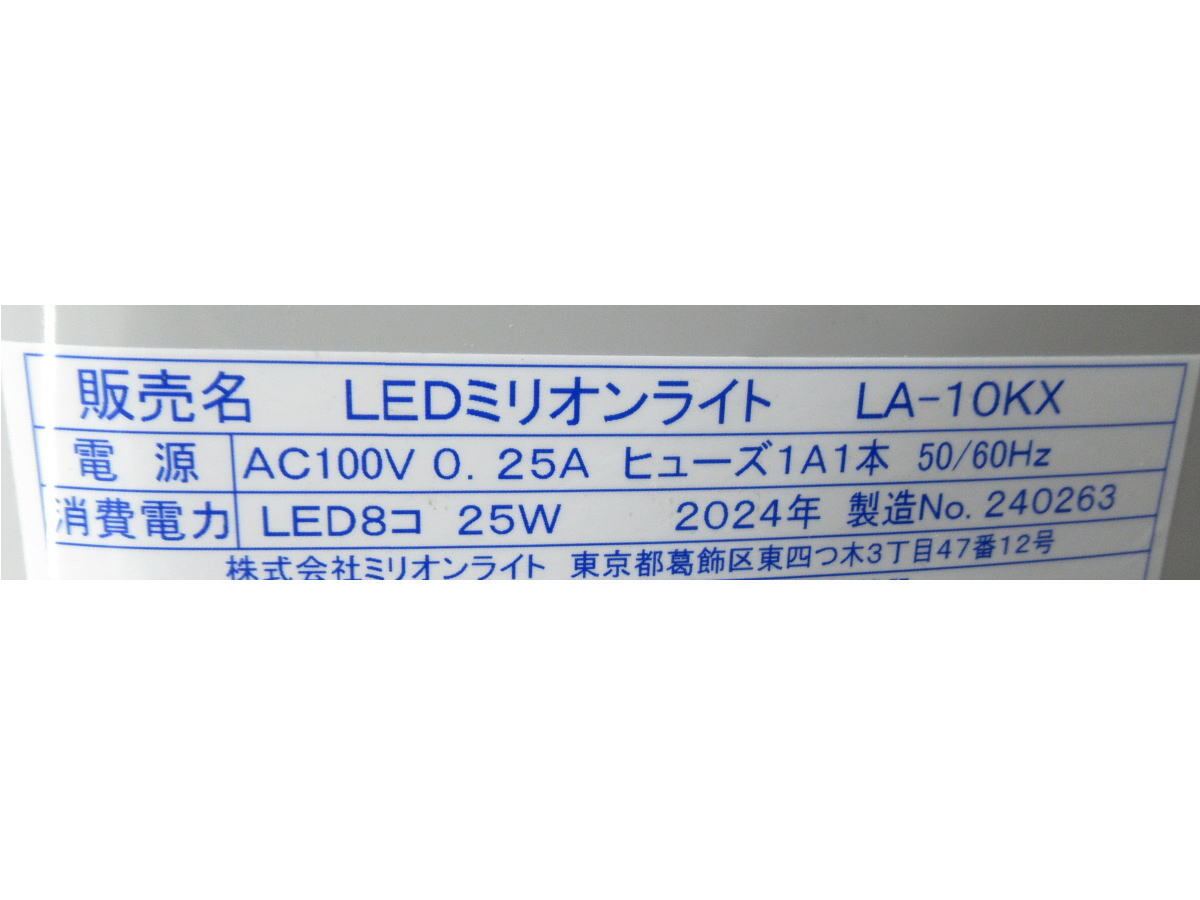 販売名 LEDミリオンライト LA-10KX
電源 AC100V 0.25A ヒューズ1A1本 50/60Hz
消費電力 LED8コ 25W 2024年 製造No.240263
株式会社ミリオンライト 東京都葛飾区東四つ木3丁目47番12号